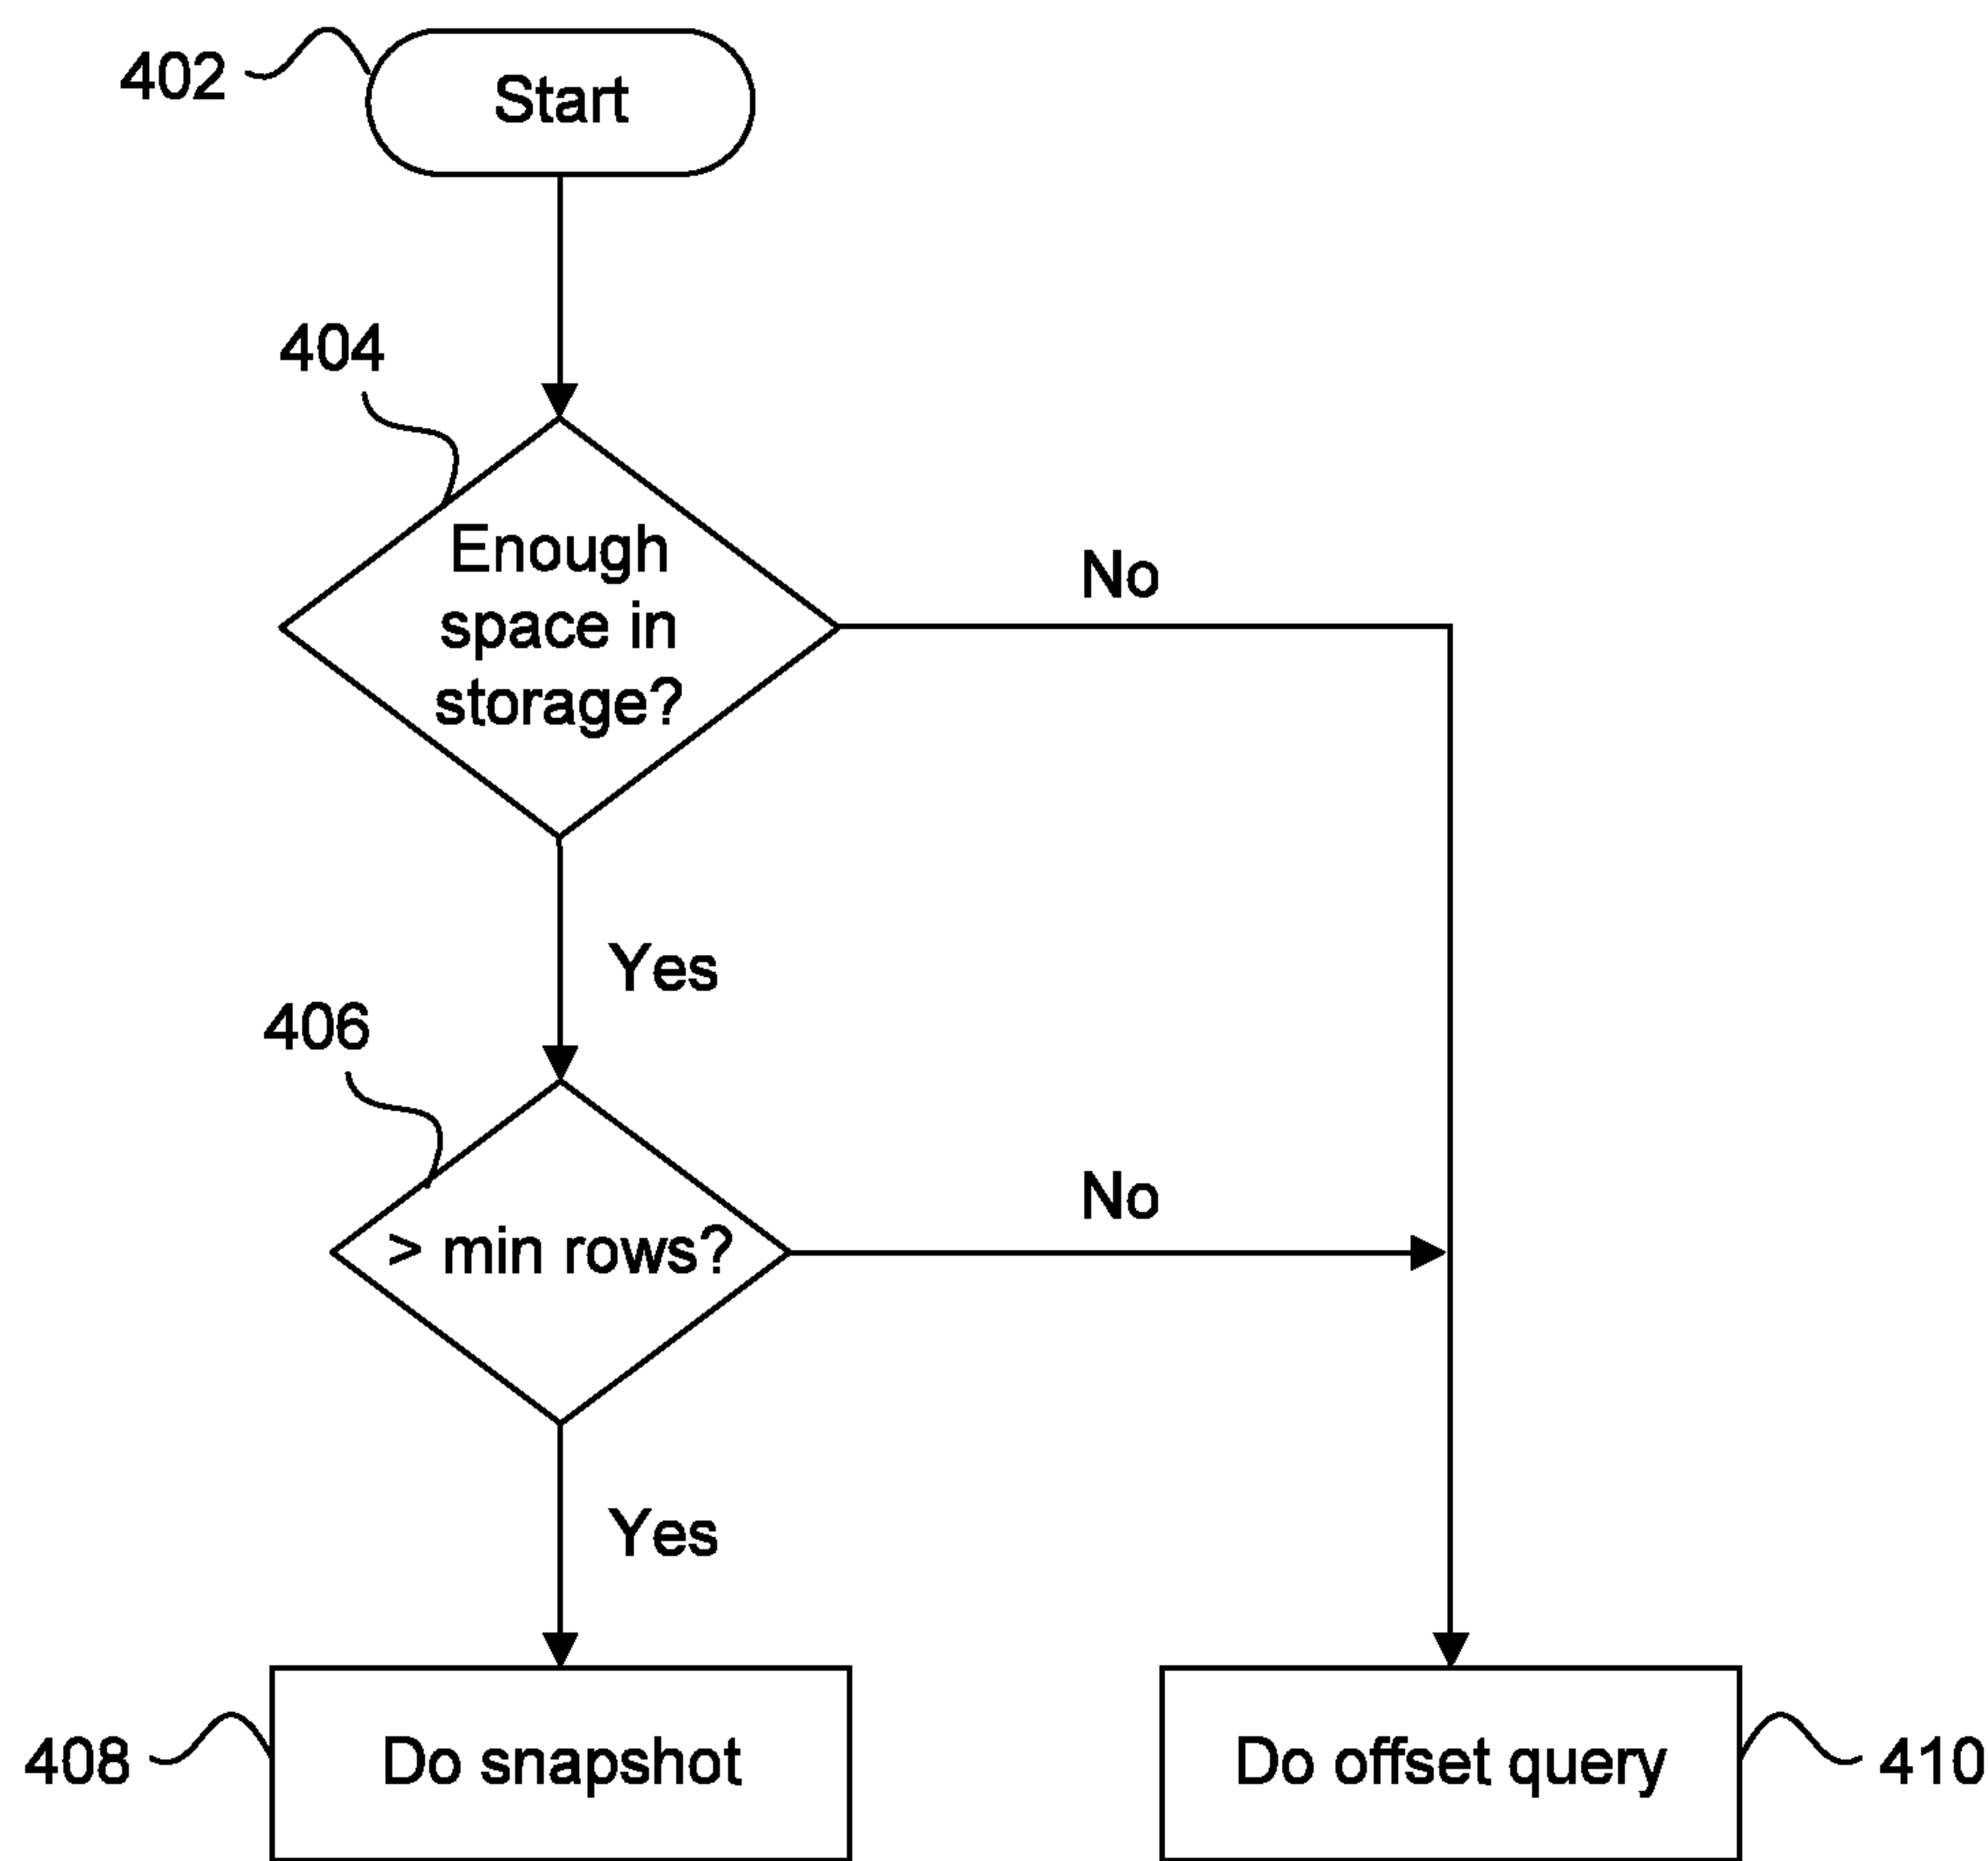 402
Start
404
Enough
space in
storage?
No
Yes
406
> min rows?
No
Yes
408
Do snapshot
Do offset query
410